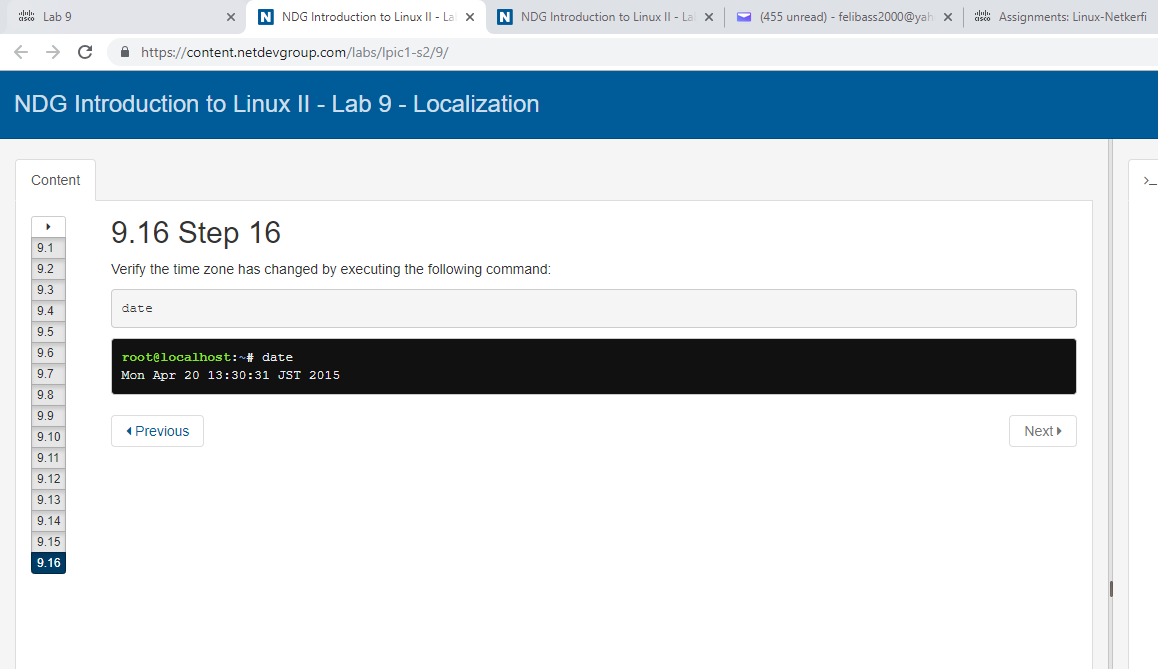 cisco Lab 9
NDG Introduction to Linux II - La
NDG Introduction to Linux II - La
(455 unread) - felibass2000@yah
cisco Assignments: Linux-Netkerfi
https://content.netdevgroup.com/labs/lpic1-s2/9/
NDG Introduction to Linux II - Lab 9 - Localization
Content
9.1
9.2
9.3
9.4
9.5
9.6
9.7
9.8
9.9
9.10
9.11
9.12
9.13
9.14
9.15
9.16
9.16 Step 16
Verify the time zone has changed by executing the following command:
date
root@localhost:~# date
Mon Apr 20 13:30:31 JST 2015
Previous
Next
>_